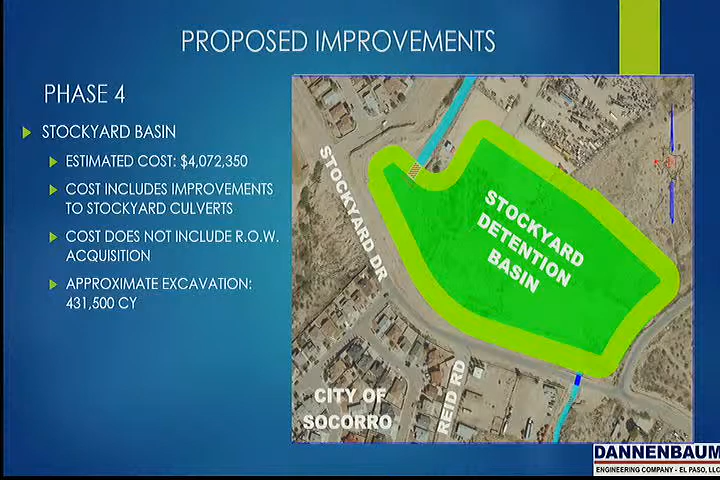 PROPOSED IMPROVEMENTS
PHASE 4
STOCKYARD BASIN
ESTIMATED COST: $4,072,350
COST INCLUDES IMPROVEMENTS
TO STOCKYARD CULVERTS
COST DOES NOT INCLUDE R.O.W.
ACQUISITION
APPROXIMATE EXCAVATION:
431,500 CY
STOCKYARD DR
STOCKYARD
DETENTION
BASIN
CITY OF
SOCORRO
REID RD
DANNENBAUM
ENGINEERING COMPANY - EL PASO, LLC